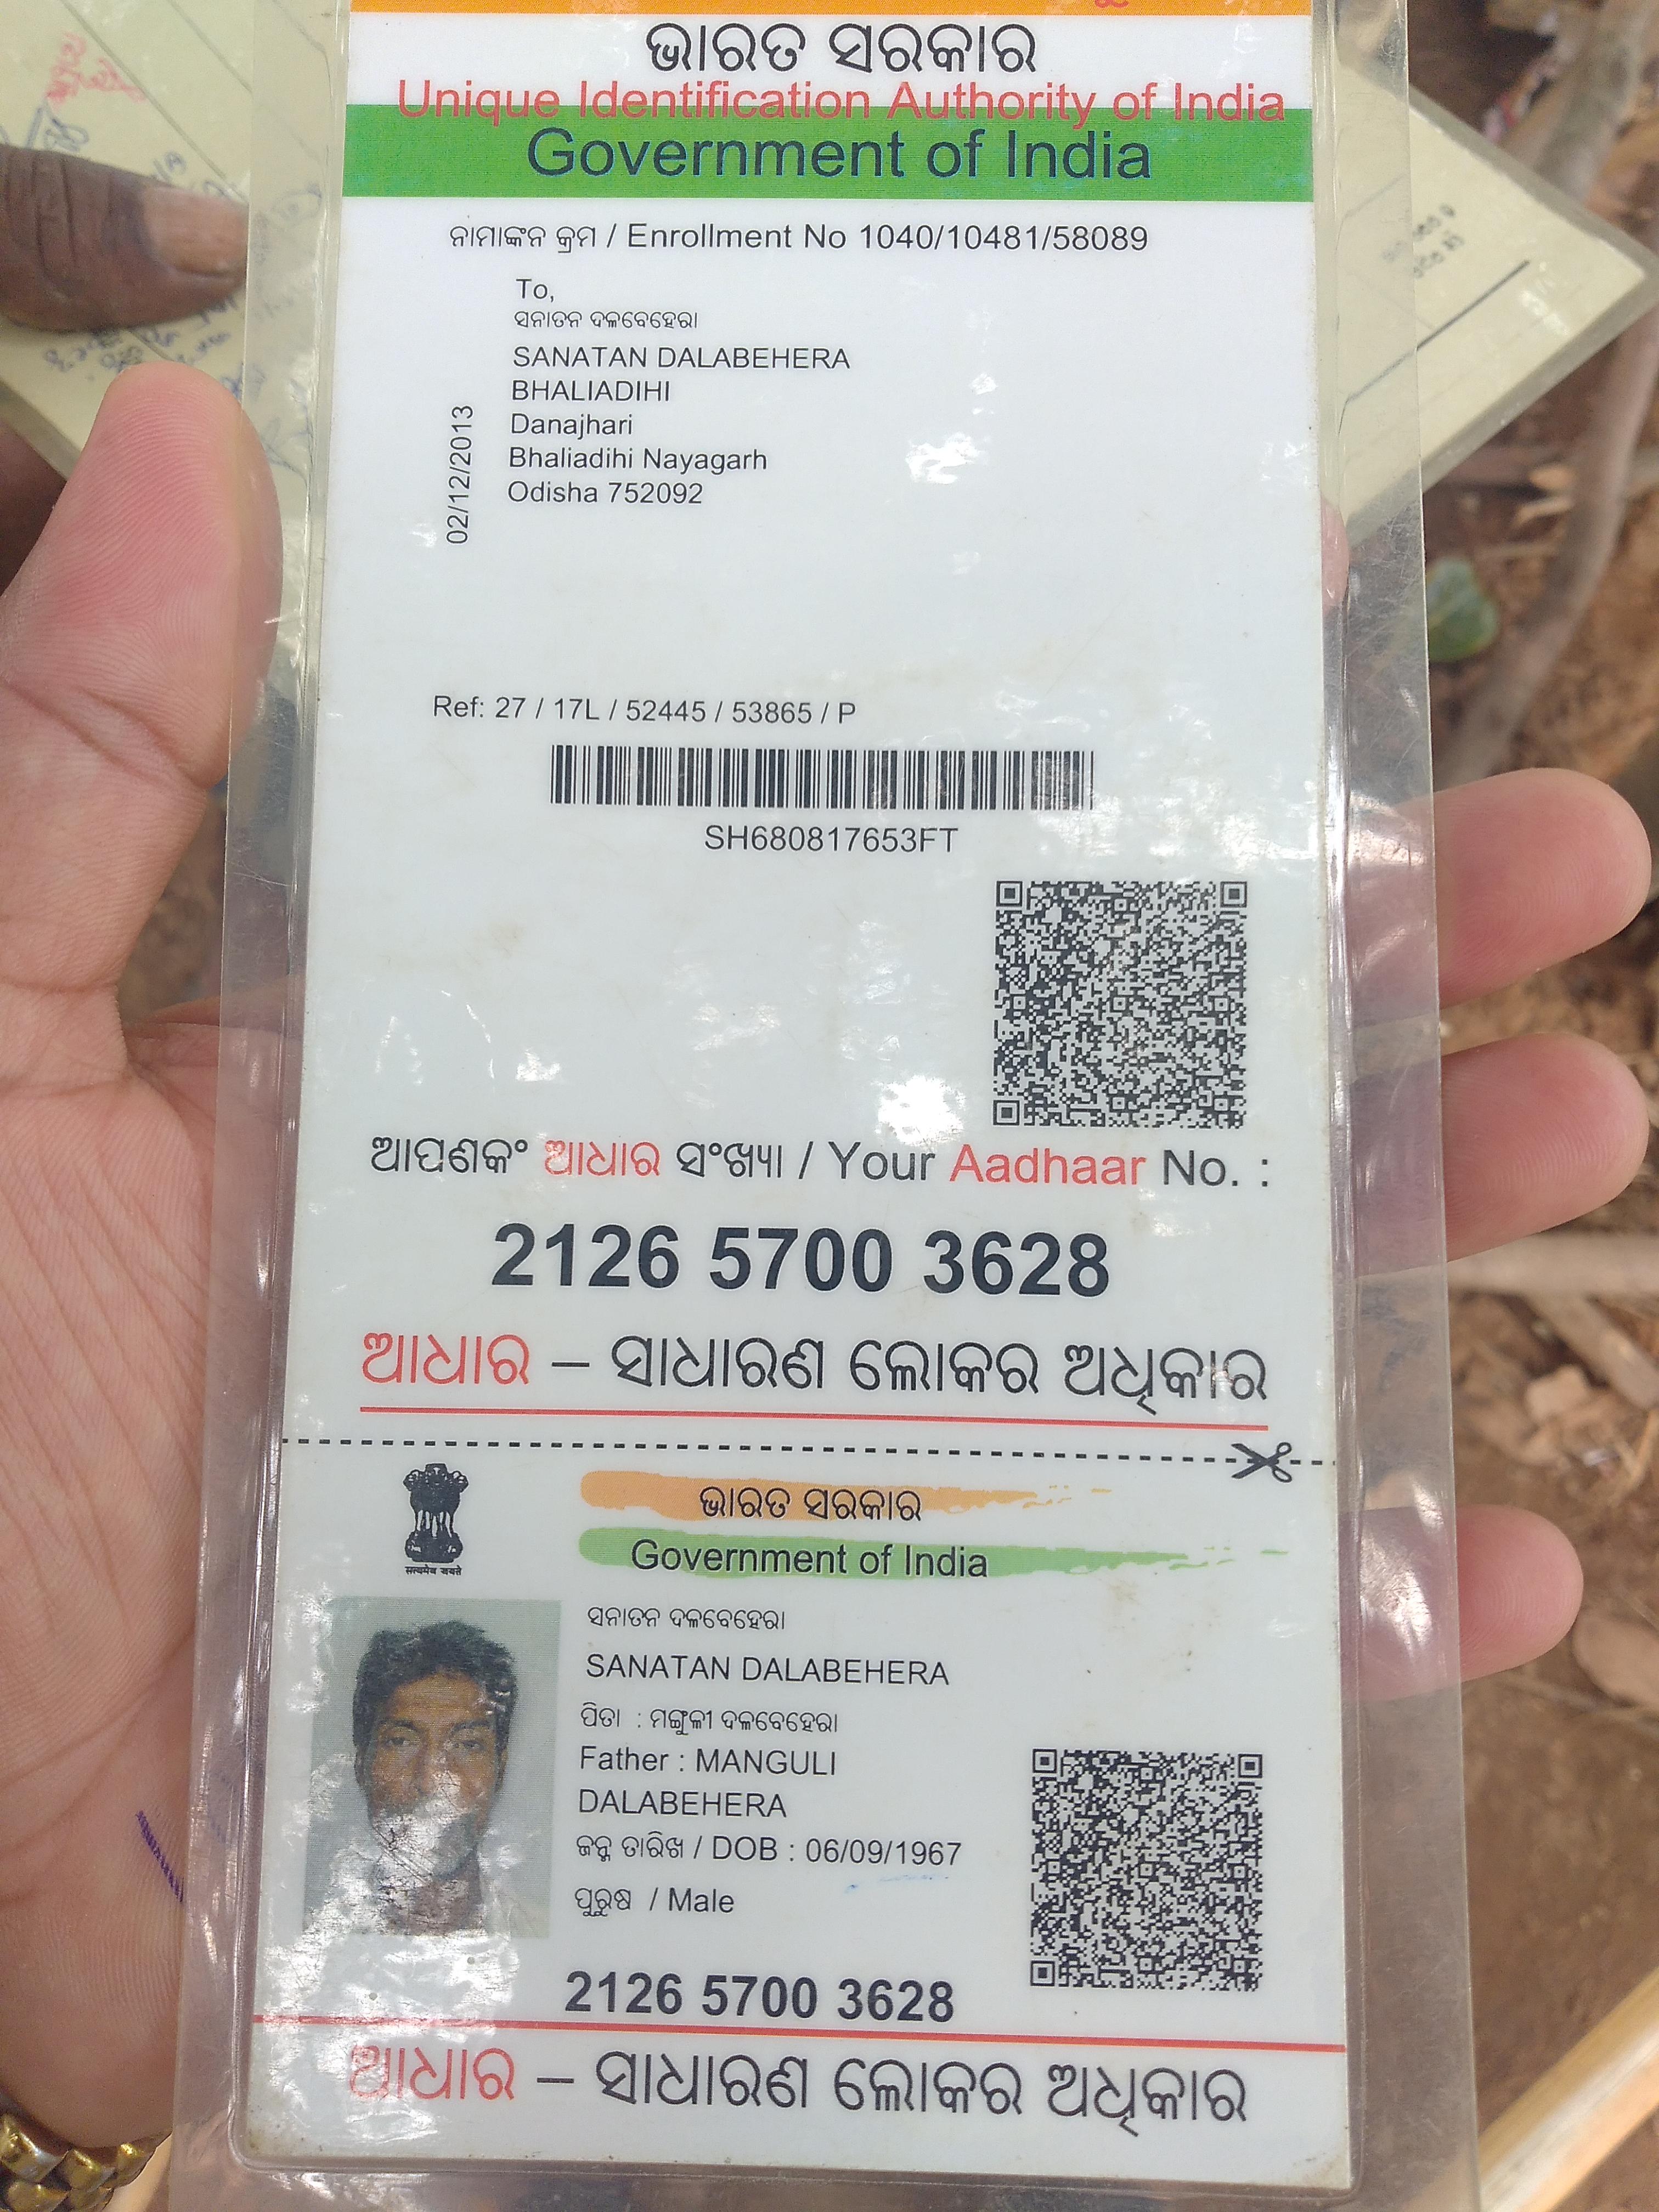 ଭାରତ ସରକାର
Unique Identification Authority of India
Government of India
ନାମାଙ୍କନ କ୍ରମ / Enrollment No 1040/10481/58089
To,
ସନାତନ ଦଳବେହେରା
SANATAN DALABEHERA
BHALIADIHI
Danajhari
Bhaliadihi Nayagarh
Odisha 752092
02/12/2013
Ref: 27 / 17L / 52445 / 53865 / P
SH680817653FT
ଆପଣଙ୍କ ଆଧାର ସଂଖ୍ୟା / Your Aadhaar No. :
2126 5700 3628
ଆଧାର – ସାଧାରଣ ଲୋକର ଅଧିକାର
ଭାରତ ସରକାର
Government of India
सत्यमेव जयते
ସନାତନ ଦଳବେହେରା
SANATAN DALABEHERA
ପିତା : ମଙ୍ଗୁଳୀ ଦଳବେହେରା
Father : MANGULI
DALABEHERA
ଜନ୍ମ ତାରିଖ / DOB : 06/09/1967
ପୁରୁଷ / Male
2126 5700 3628
ଆଧାର – ସାଧାରଣ ଲୋକର ଅଧିକାର